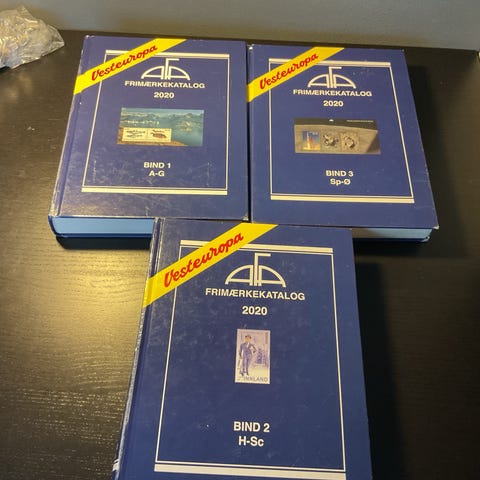 Vesteuropa
AFA
FRIMÆRKEKATALOG
2020
BIND 1
A-G
Vesteuropa
AFA
FRIMÆRKEKATALOG
2020
BIND 3
Sp-Ø
Vesteuropa
AFA
FRIMÆRKEKATALOG
2020
INNLAND
BIND 2
H-Sc